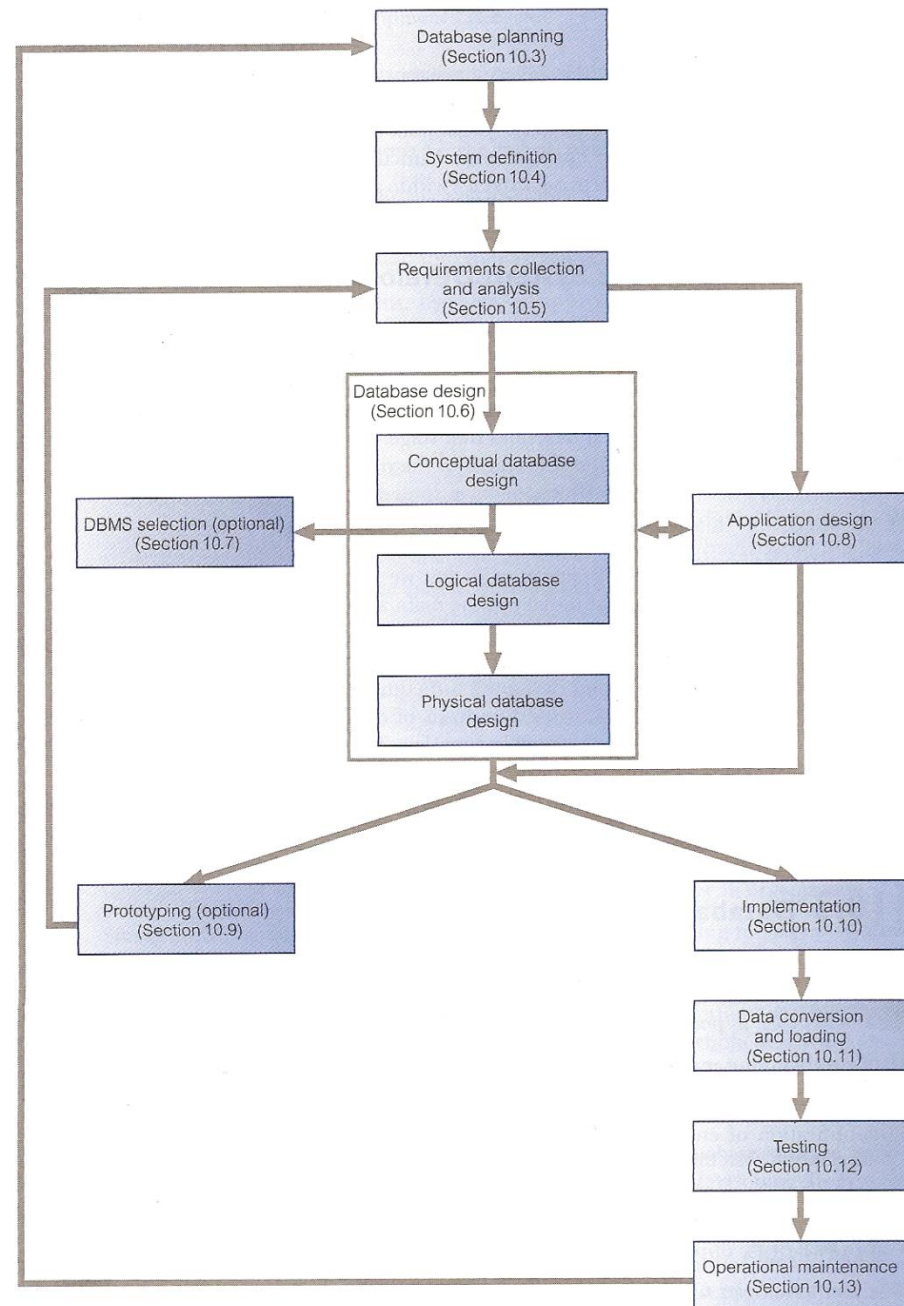 Database planning
(Section 10.3)
System definition
(Section 10.4)
Requirements collection
and analysis
(Section 10.5)
Database design
(Section 10.6)
Conceptual database
design
DBMS selection (optional)
(Section 10.7)
Application design
(Section 10.8)
Logical database
design
Physical database
design
Prototyping (optional)
(Section 10.9)
Implementation
(Section 10.10)
Data conversion
and loading
(Section 10.11)
Testing
(Section 10.12)
Operational maintenance
(Section 10.13)